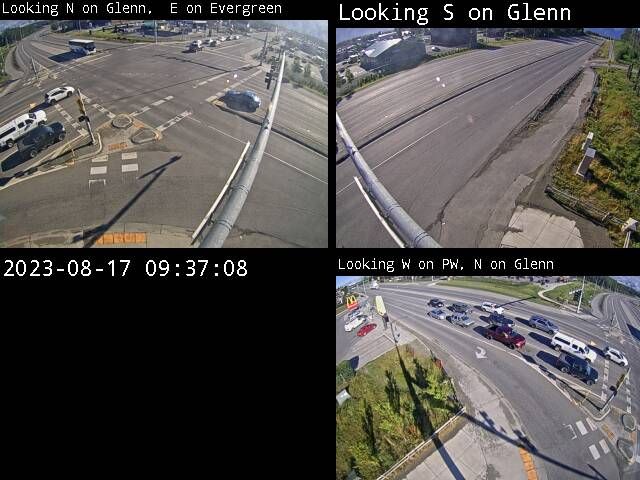 Looking N on Glenn,  E on Evergreen
Looking S on Glenn
2023-08-17 09:37:08
Looking W on PW, N on Glenn